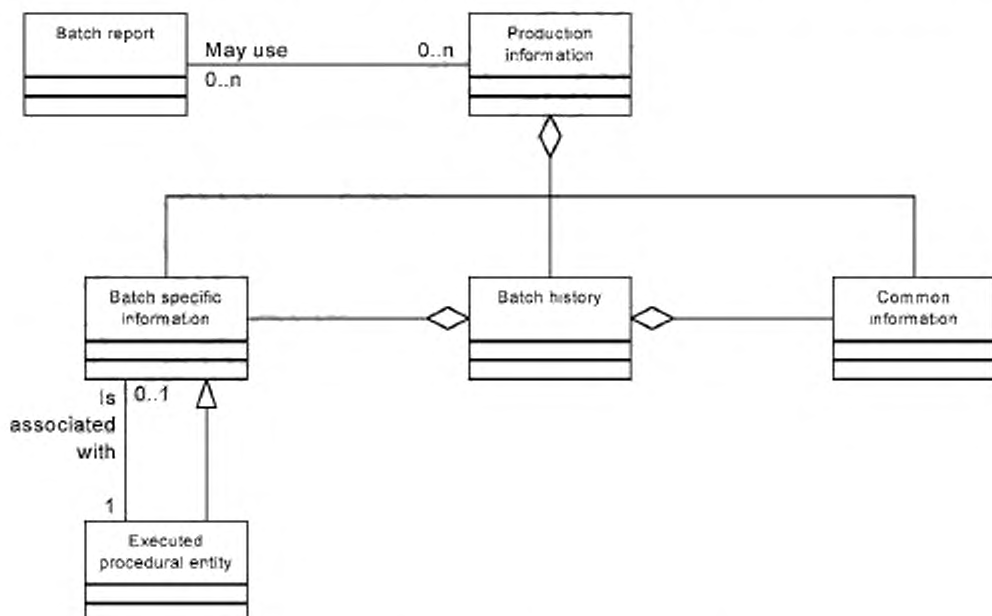 Batch report
May use
0..n
0..n
Production
information
Batch specific
information
Batch history
Common
information
Is
associated
with
0..1
1
Executed
procedural entity